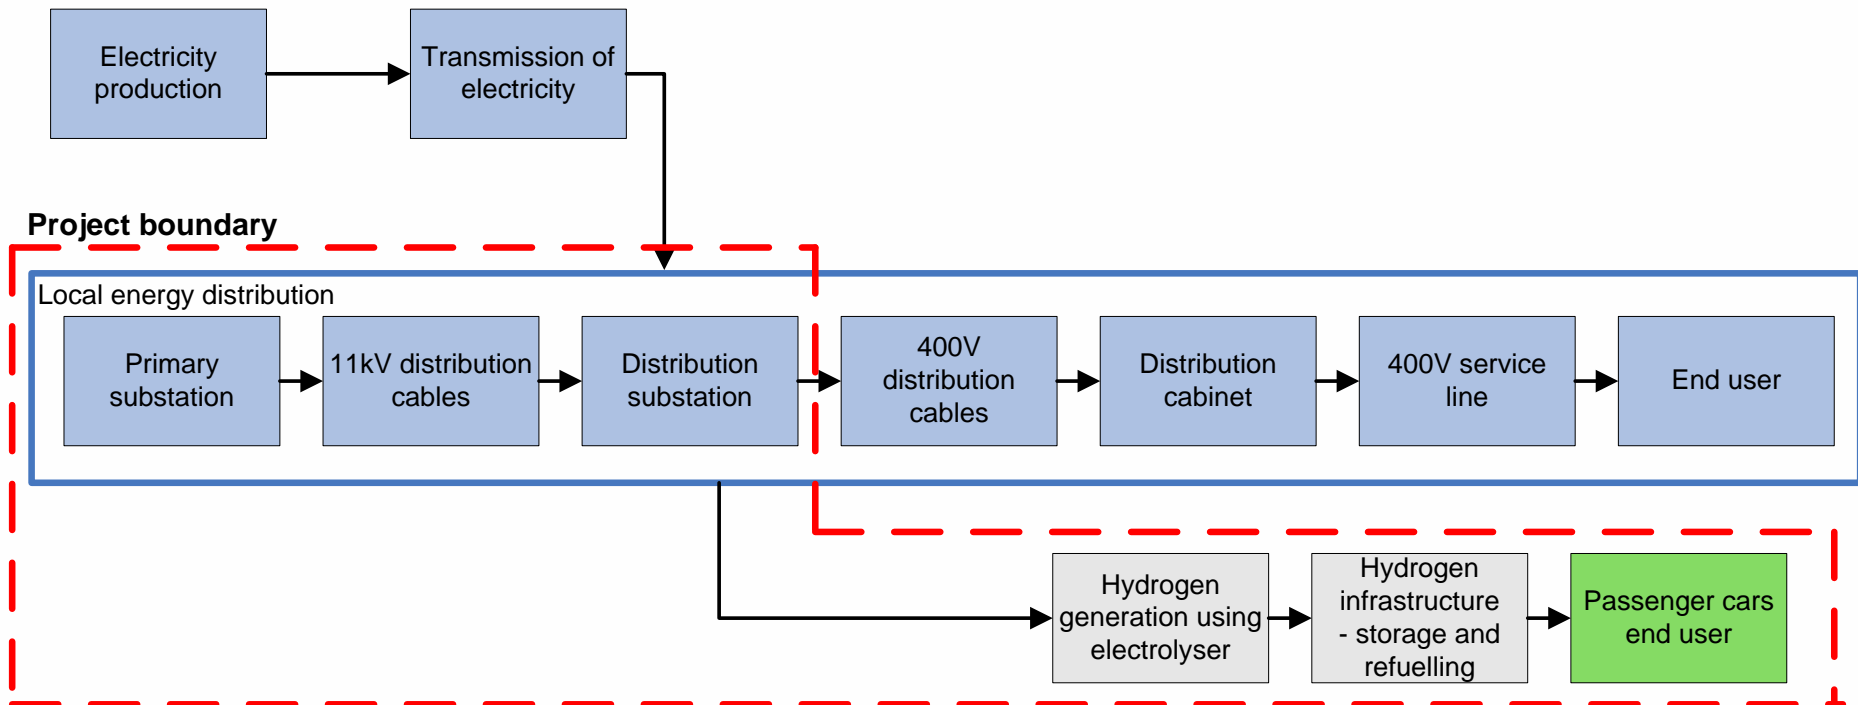 Electricity
production
Transmission of
electricity
Project boundary
Local energy distribution
Primary
substation
11kV distribution
cables
Distribution
substation
400V
distribution
cables
Distribution
cabinet
400V service
line
End user
Hydrogen
generation using
electrolyser
Hydrogen
infrastructure
- storage and
refuelling
Passenger cars
end user